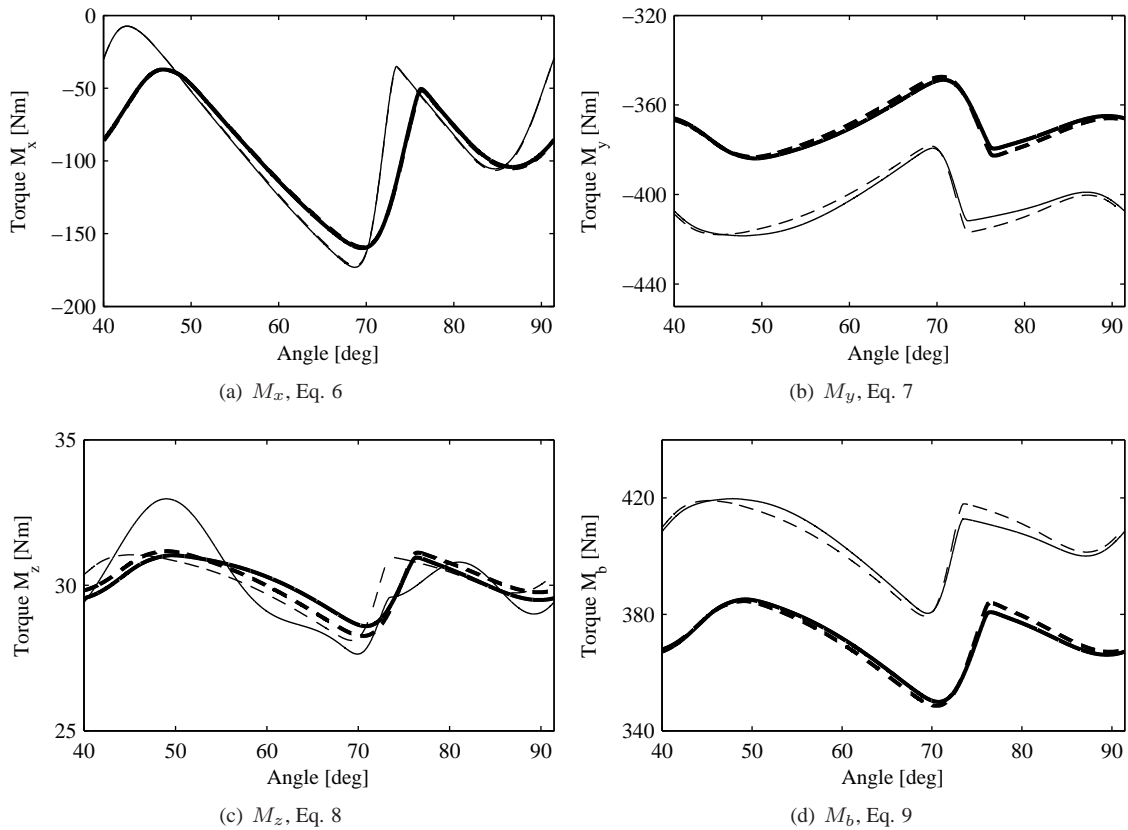 0
−50
−100
−150
−200
40 50 60 70 80 90
Torque M_x [Nm]
Angle [deg]
(a) M_x, Eq. 6
−320
−360
−400
−440
40 50 60 70 80 90
Torque M_y [Nm]
Angle [deg]
(b) M_y, Eq. 7
35
30
25
40 50 60 70 80 90
Torque M_z [Nm]
Angle [deg]
(c) M_z, Eq. 8
420
380
340
40 50 60 70 80 90
Torque M_b [Nm]
Angle [deg]
(d) M_b, Eq. 9